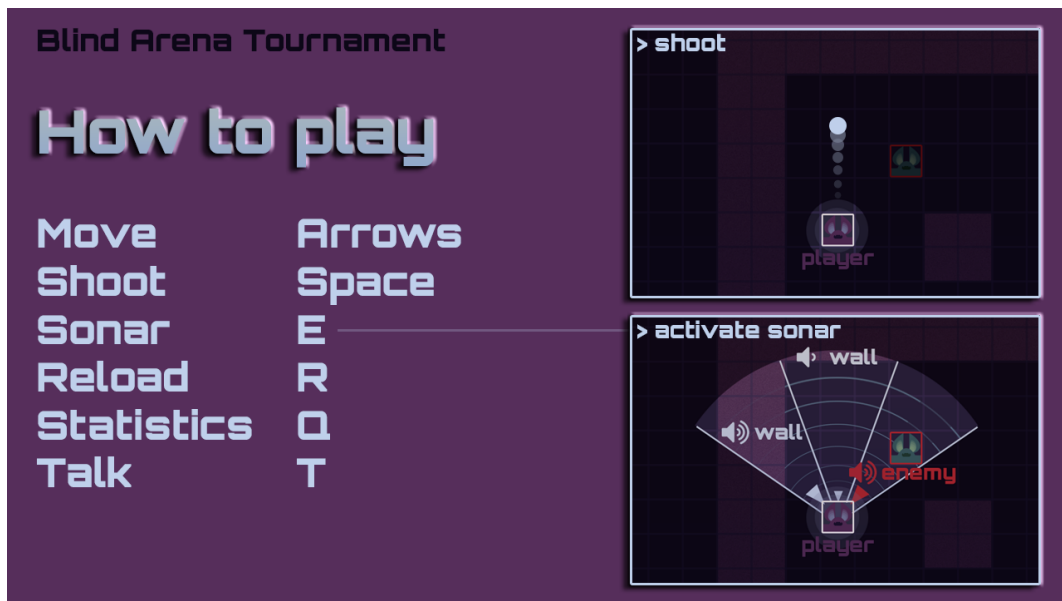 Blind Arena Tournament
How to play
Move Arrows
Shoot Space
Sonar E
Reload R
Statistics Q
Talk T
> shoot
player
> activate sonar
wall
wall
enemy
player